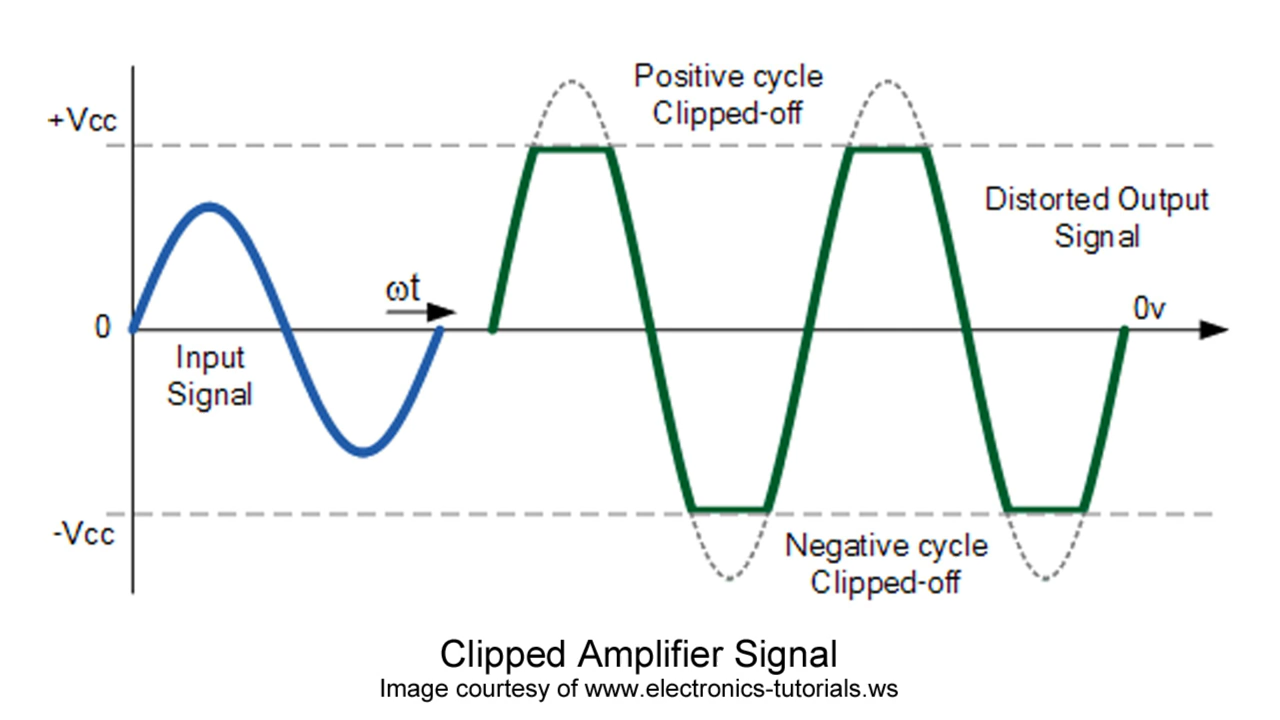 Positive cycle
Clipped-off
+Vcc
Distorted Output
Signal
ωt
0v
0
Input
Signal
-Vcc
Negative cycle
Clipped-off
Clipped Amplifier Signal
Image courtesy of www.electronics-tutorials.ws